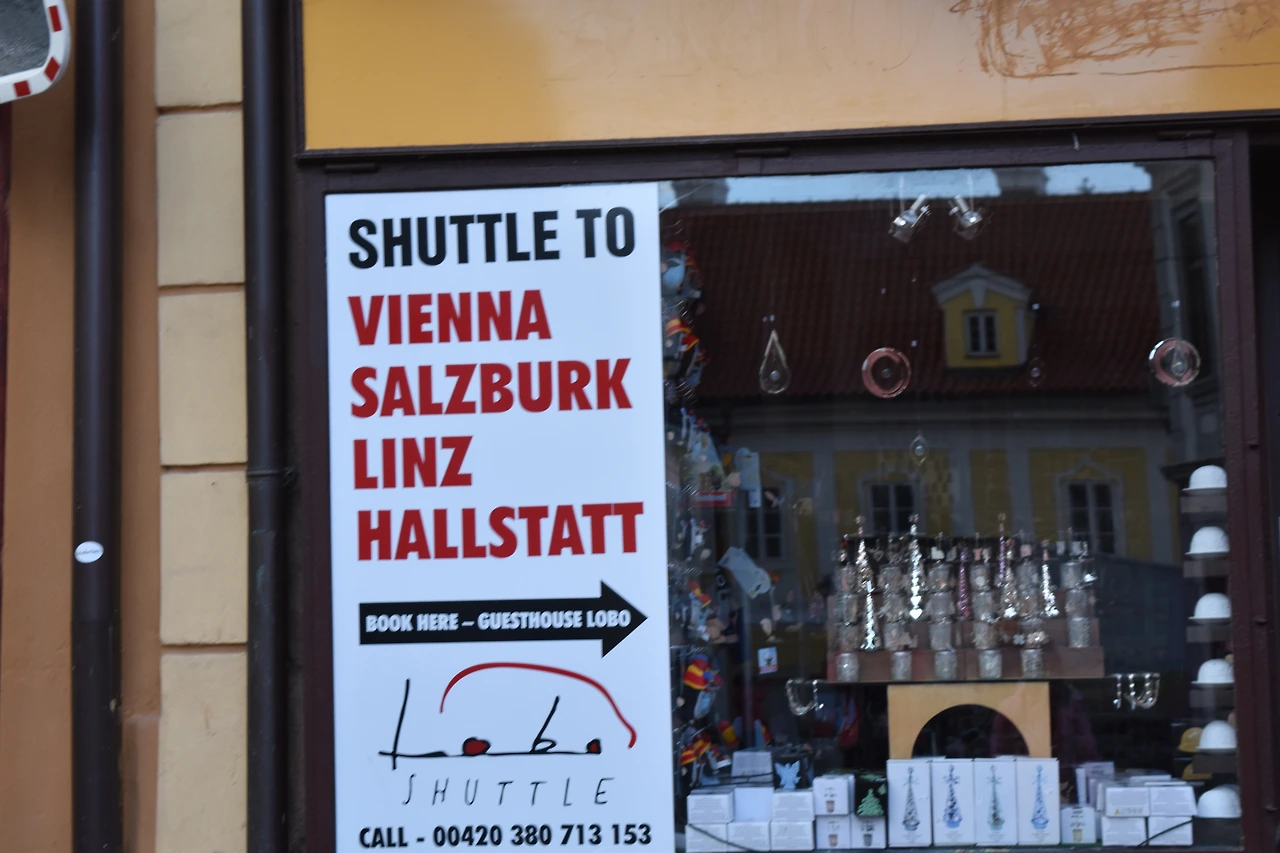 SHUTTLE TO
VIENNA
SALZBURK
LINZ
HALLSTATT
BOOK HERE – GUESTHOUSE LOBO
Lobo
SHUTTLE
CALL - 00420 380 713 153